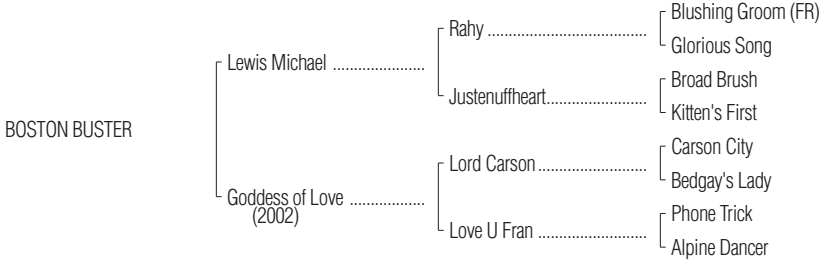 Blushing Groom (FR)
Rahy ..................................
Glorious Song
Lewis Michael ....................
Broad Brush
Justenuffheart.....................
Kitten's First
BOSTON BUSTER
Carson City
Lord Carson .......................
Bedgay's Lady
Goddess of Love ................
(2002)
Phone Trick
Love U Fran .......................
Alpine Dancer